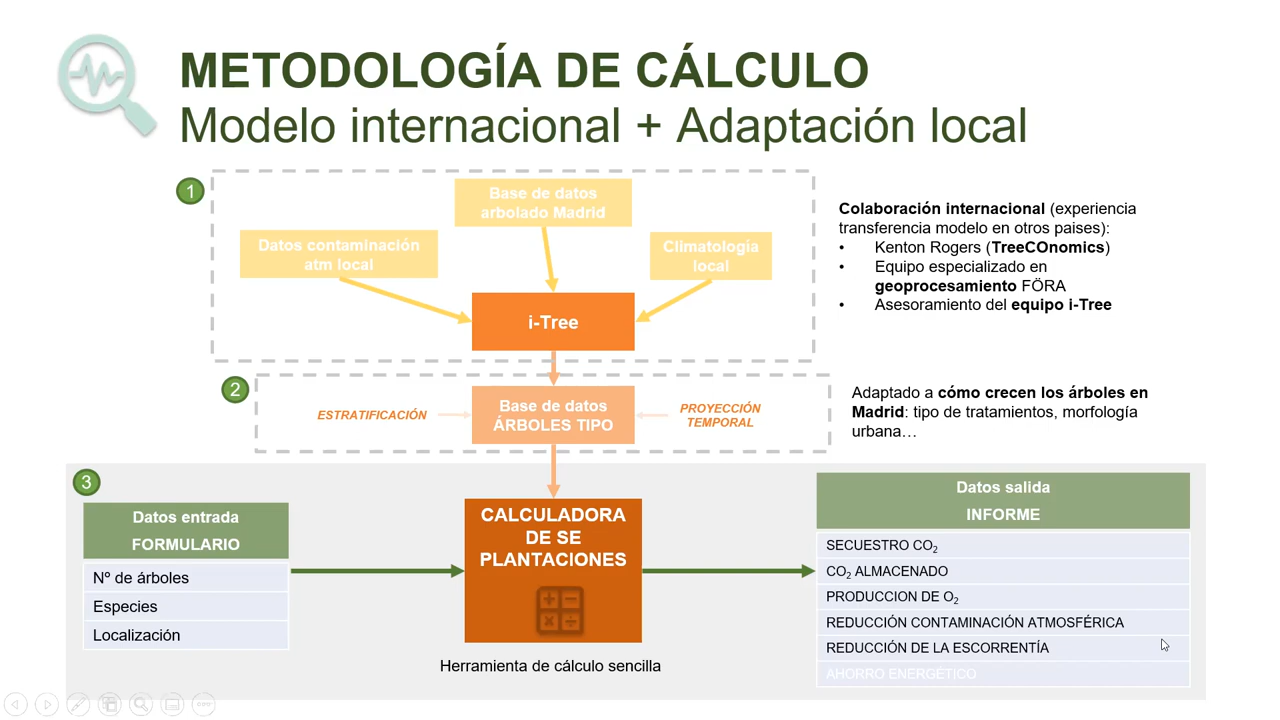 METODOLOGÍA DE CÁLCULO
Modelo internacional + Adaptación local
1
Base de datos
arbolado Madrid
Datos contaminación
atm local
Climatología
local
i-Tree
Colaboración internacional (experiencia
transferencia modelo en otros paises):
• Kenton Rogers (TreeCOnomics)
• Equipo especializado en
geoprocesamiento FÖRA
• Asesoramiento del equipo i-Tree
2
ESTRATIFICACIÓN
Base de datos
ÁRBOLES TIPO
PROYECCIÓN
TEMPORAL
Adaptado a cómo crecen los árboles en
Madrid: tipo de tratamientos, morfología
urbana…
3
Datos entrada
FORMULARIO
Nº de árboles
Especies
Localización
CALCULADORA
DE SE
PLANTACIONES
Herramienta de cálculo sencilla
Datos salida
INFORME
SECUESTRO CO₂
CO₂ ALMACENADO
PRODUCCION DE O₂
REDUCCIÓN CONTAMINACIÓN ATMOSFÉRICA
REDUCCIÓN DE LA ESCORRENTÍA
AHORRO ENERGÉTICO